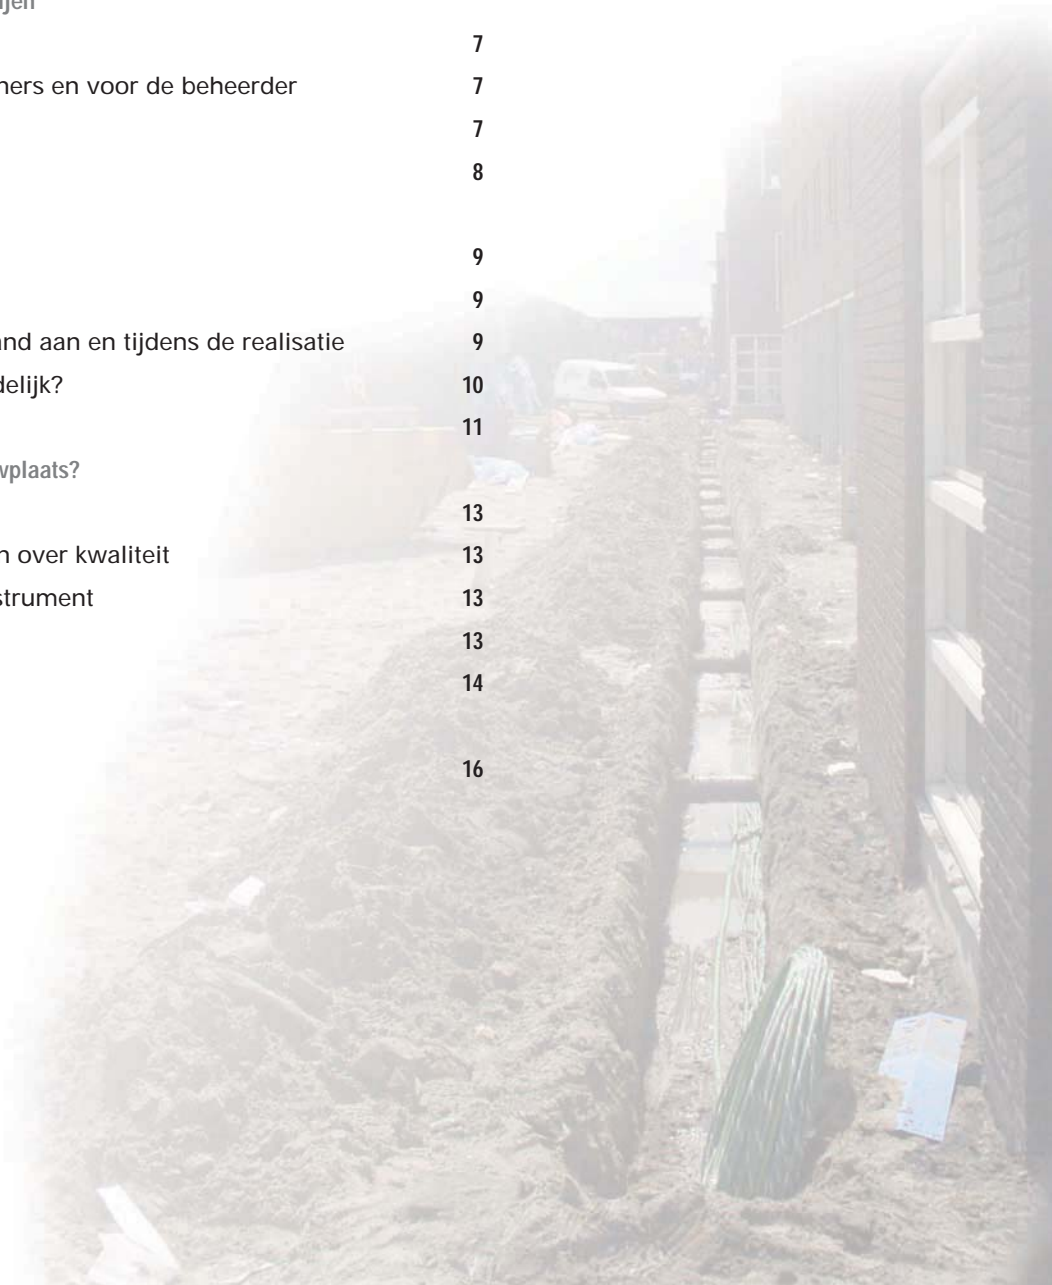 ijen
7
ners en voor de beheerder 7
7
8
9
9
and aan en tijdens de realisatie 9
delijk? 10
11
wplaats?
13
n over kwaliteit 13
strument 13
13
14
16